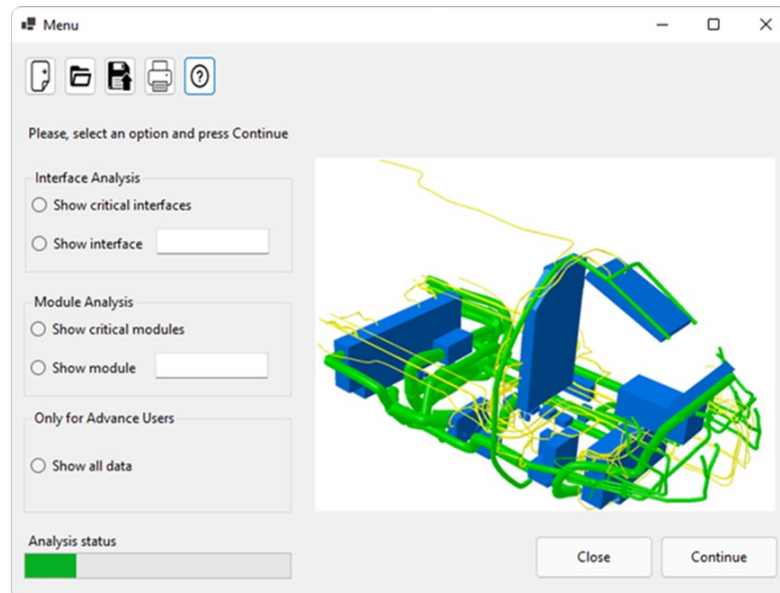 Menu
Please, select an option and press Continue
Interface Analysis
Show critical interfaces
Show interface
Module Analysis
Show critical modules
Show module
Only for Advance Users
Show all data
Analysis status
Close
Continue